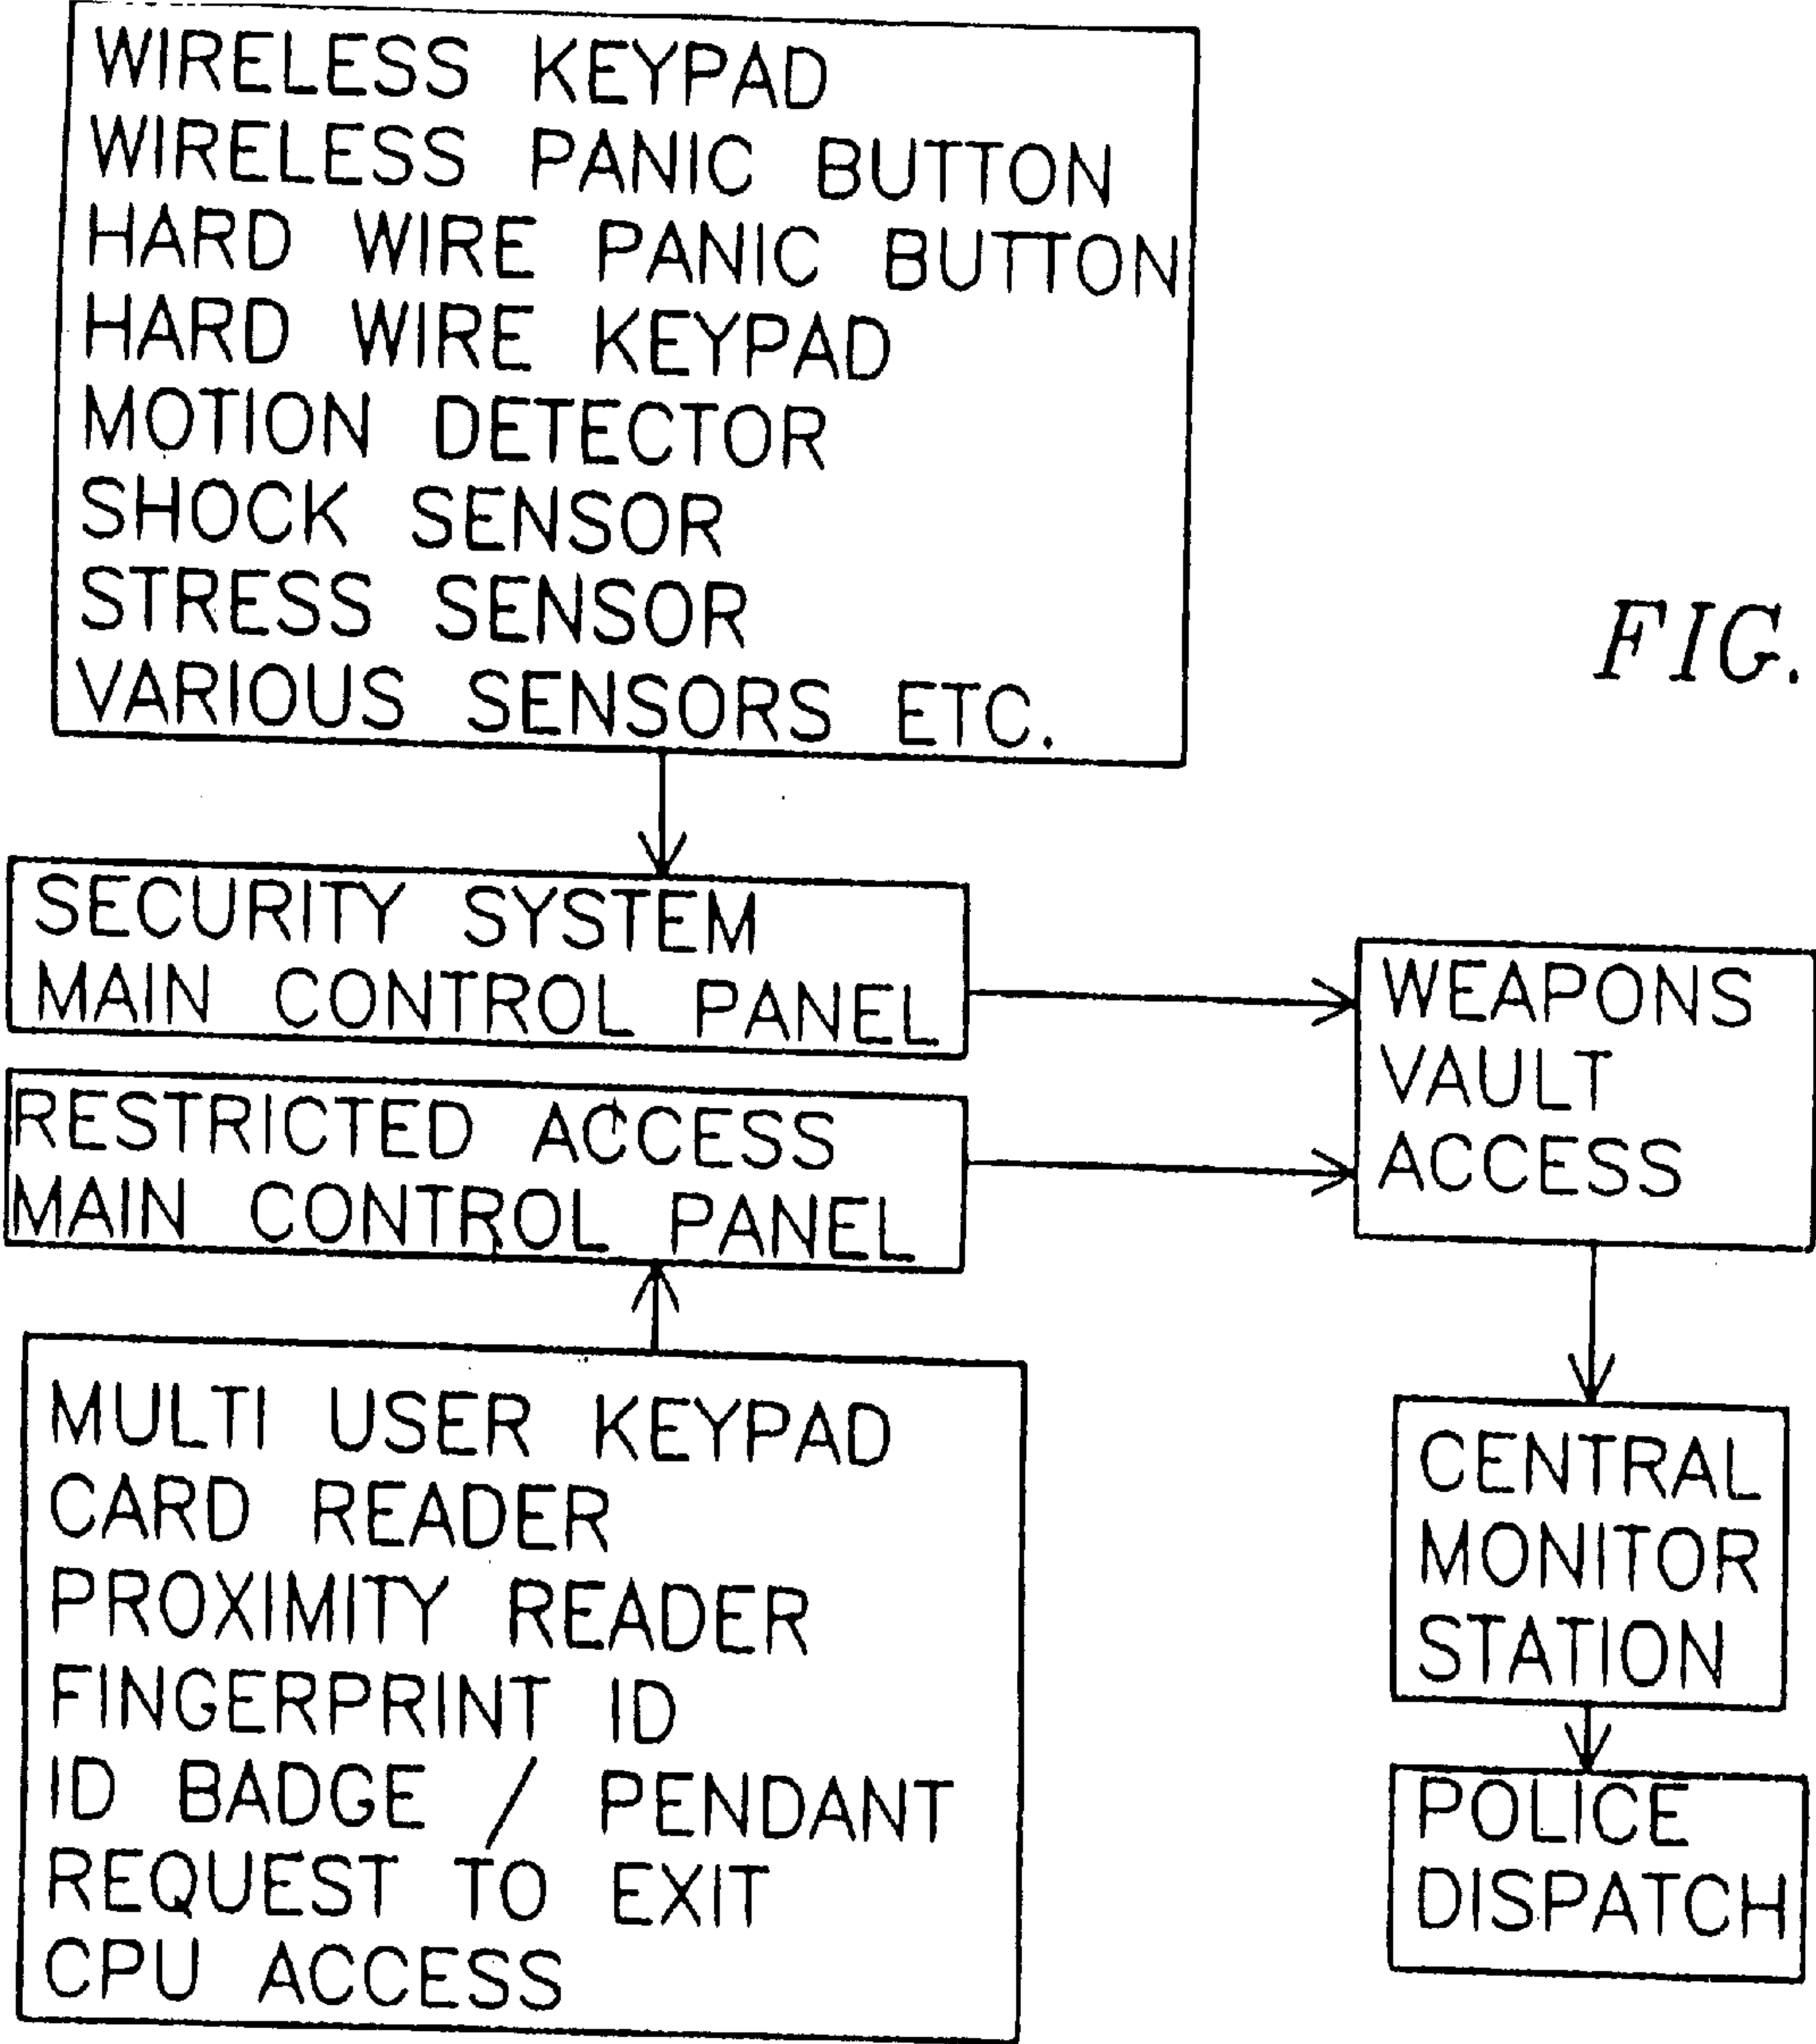 WIRELESS KEYPAD
WIRELESS PANIC BUTTON
HARD WIRE PANIC BUTTON
HARD WIRE KEYPAD
MOTION DETECTOR
SHOCK SENSOR
STRESS SENSOR
VARIOUS SENSORS ETC.
FIG.
SECURITY SYSTEM
MAIN CONTROL PANEL
RESTRICTED ACCESS
MAIN CONTROL PANEL
WEAPONS
VAULT
ACCESS
MULTI USER KEYPAD
CARD READER
PROXIMITY READER
FINGERPRINT ID
ID BADGE / PENDANT
REQUEST TO EXIT
CPU ACCESS
CENTRAL
MONITOR
STATION
POLICE
DISPATCH